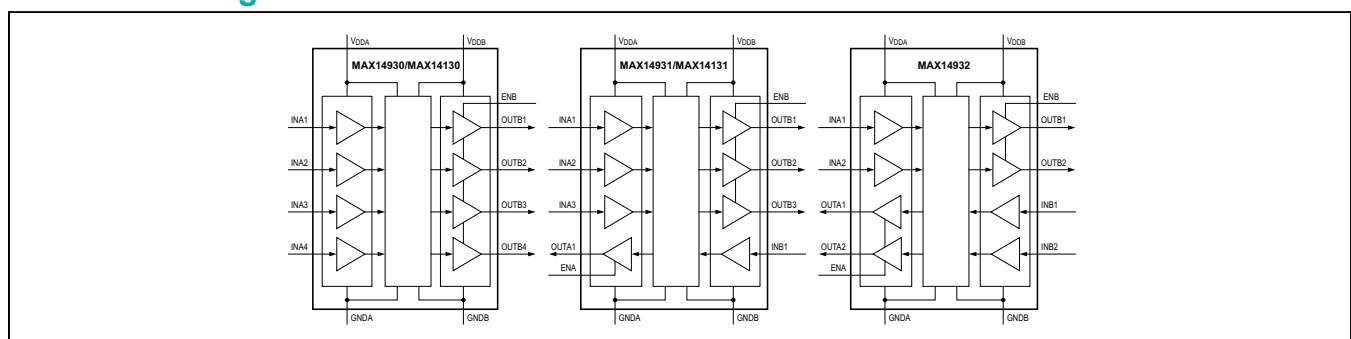 VDDA VDDB
MAX14930/MAX14130
ENB
INA1 OUTB1
INA2 OUTB2
INA3 OUTB3
INA4 OUTB4
GNDA GNDB
VDDA VDDB
MAX14931/MAX14131
ENB
INA1 OUTB1
INA2 OUTB2
INA3 OUTB3
OUTA1 INB1
ENA
GNDA GNDB
VDDA VDDB
MAX14932
ENB
INA1 OUTB1
INA2 OUTB2
OUTA1 INB1
OUTA2 INB2
ENA
GNDA GNDB